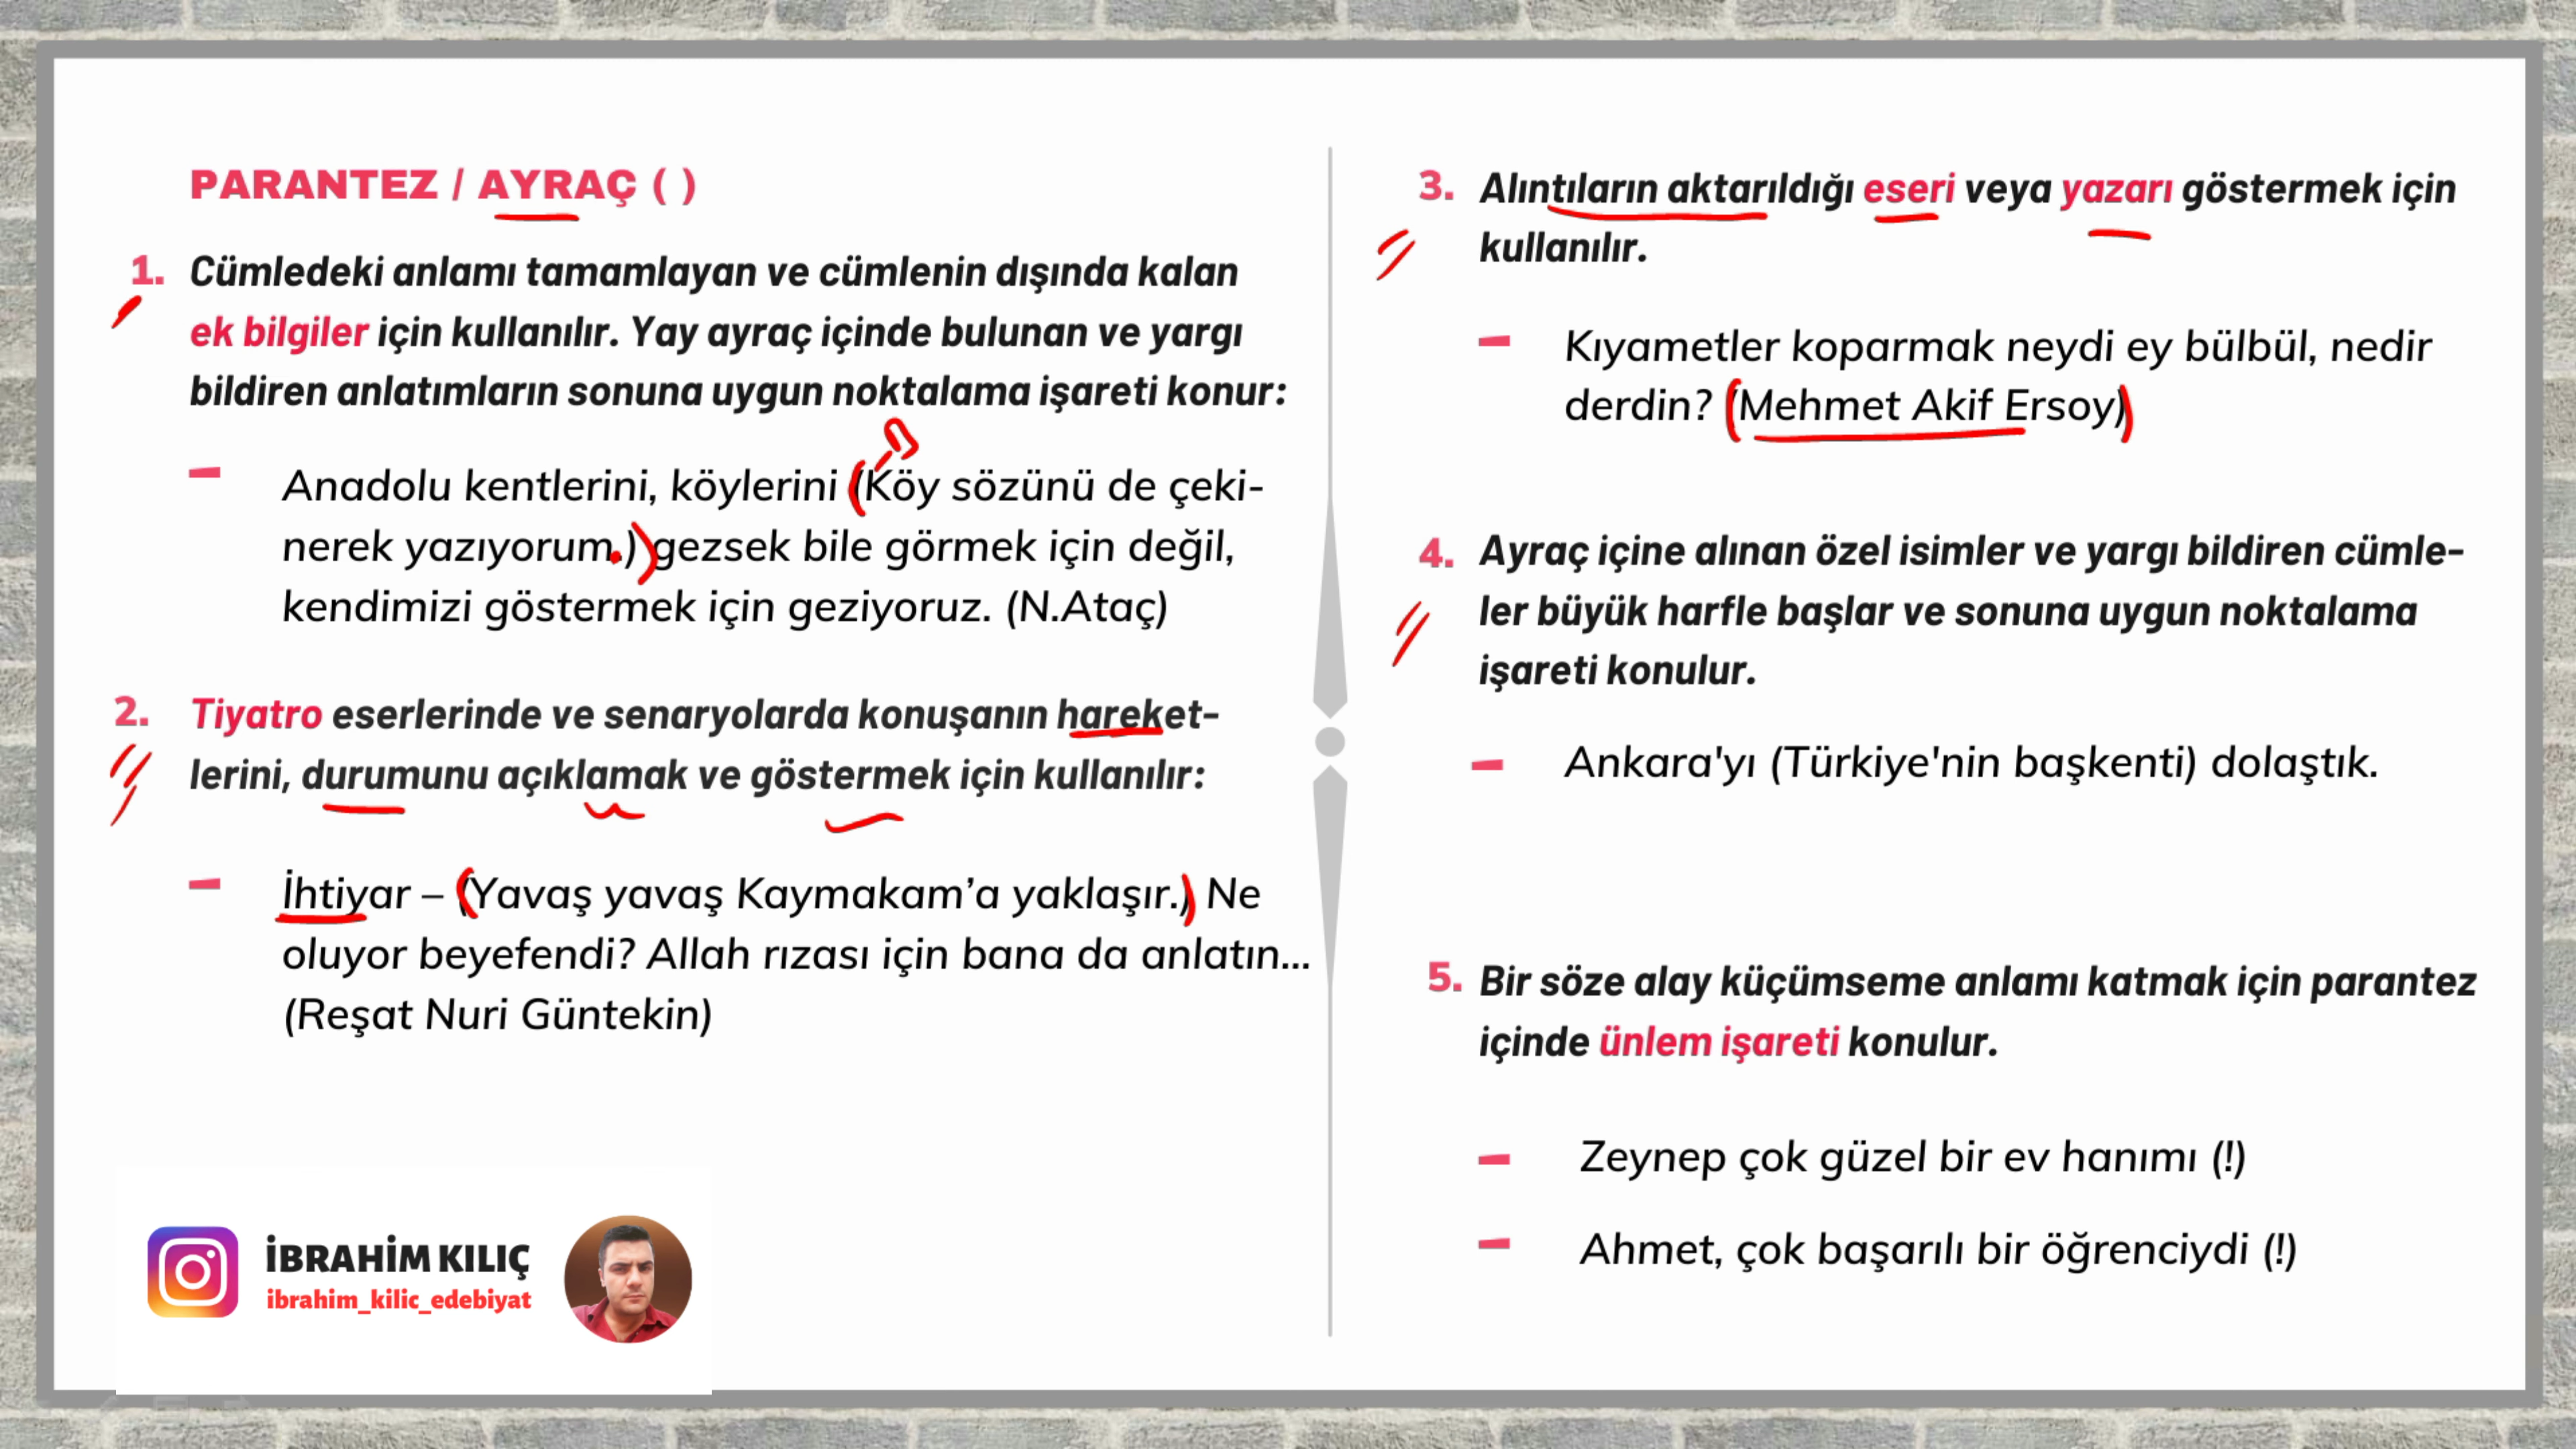 PARANTEZ / AYRAÇ ( )
1. Cümledeki anlamı tamamlayan ve cümlenin dışında kalan
ek bilgiler için kullanılır. Yay ayraç içinde bulunan ve yargı
bildiren anlatımların sonuna uygun noktalama işareti konur:
- Anadolu kentlerini, köylerini (Köy sözünü de çeki-
nerek yazıyorum.) gezsek bile görmek için değil,
kendimizi göstermek için geziyoruz. (N.Ataç)
2. Tiyatro eserlerinde ve senaryolarda konuşanın hareket-
lerini, durumunu açıklamak ve göstermek için kullanılır:
- İhtiyar – (Yavaş yavaş Kaymakam’a yaklaşır.) Ne
oluyor beyefendi? Allah rızası için bana da anlatın...
(Reşat Nuri Güntekin)
İBRAHİM KILIÇ
ibrahim_kilic_edebiyat
3. Alıntıların aktarıldığı eseri veya yazarı göstermek için
kullanılır.
- Kıyametler koparmak neydi ey bülbül, nedir
derdin? (Mehmet Akif Ersoy)
4. Ayraç içine alınan özel isimler ve yargı bildiren cümle-
ler büyük harfle başlar ve sonuna uygun noktalama
işareti konulur.
- Ankara'yı (Türkiye'nin başkenti) dolaştık.
5. Bir söze alay küçümseme anlamı katmak için parantez
içinde ünlem işareti konulur.
- Zeynep çok güzel bir ev hanımı (!)
- Ahmet, çok başarılı bir öğrenciydi (!)